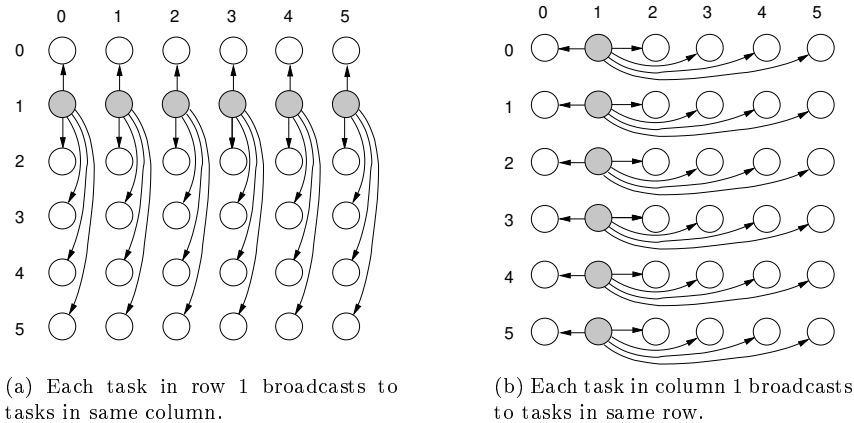 0 1 2 3 4 5
0
1
2
3
4
5
(a) Each task in row 1 broadcasts to
tasks in same column.
0 1 2 3 4 5
0
1
2
3
4
5
(b) Each task in column 1 broadcasts
to tasks in same row.